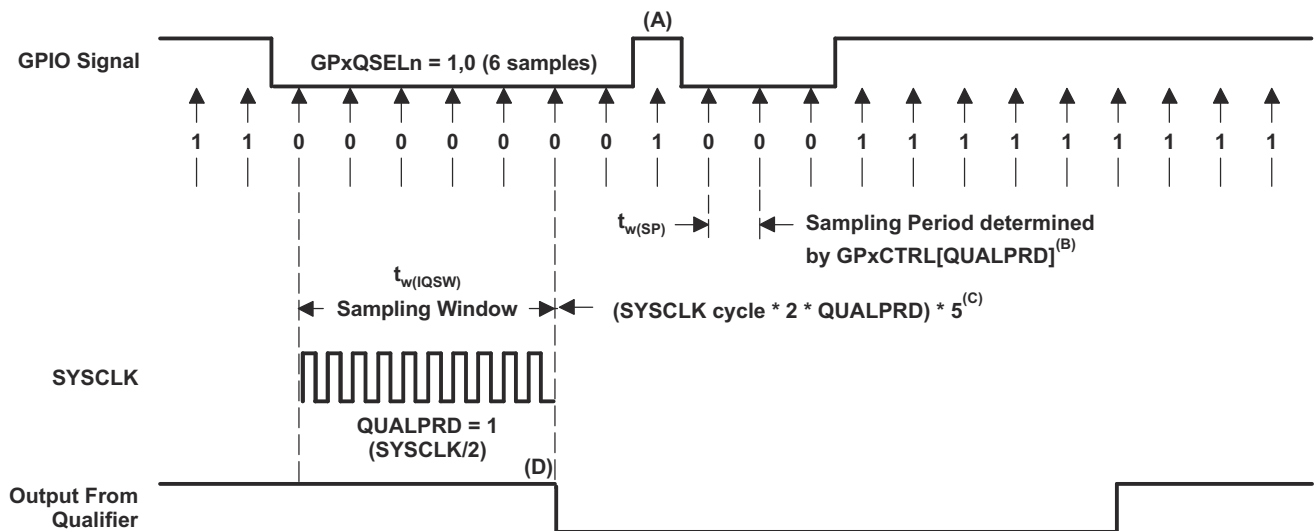 (A)
GPIO Signal
GPxQSELn = 1,0 (6 samples)
1 1 0 0 0 0 0 0 0 1 0 0 0 1 1 1 1 1 1 1 1 1
tw(SP)
Sampling Period determined
by GPxCTRL[QUALPRD](B)
tw(IQSW)
Sampling Window
(SYSCLK cycle * 2 * QUALPRD) * 5(C)
SYSCLK
QUALPRD = 1
(SYSCLK/2)
(D)
Output From
Qualifier